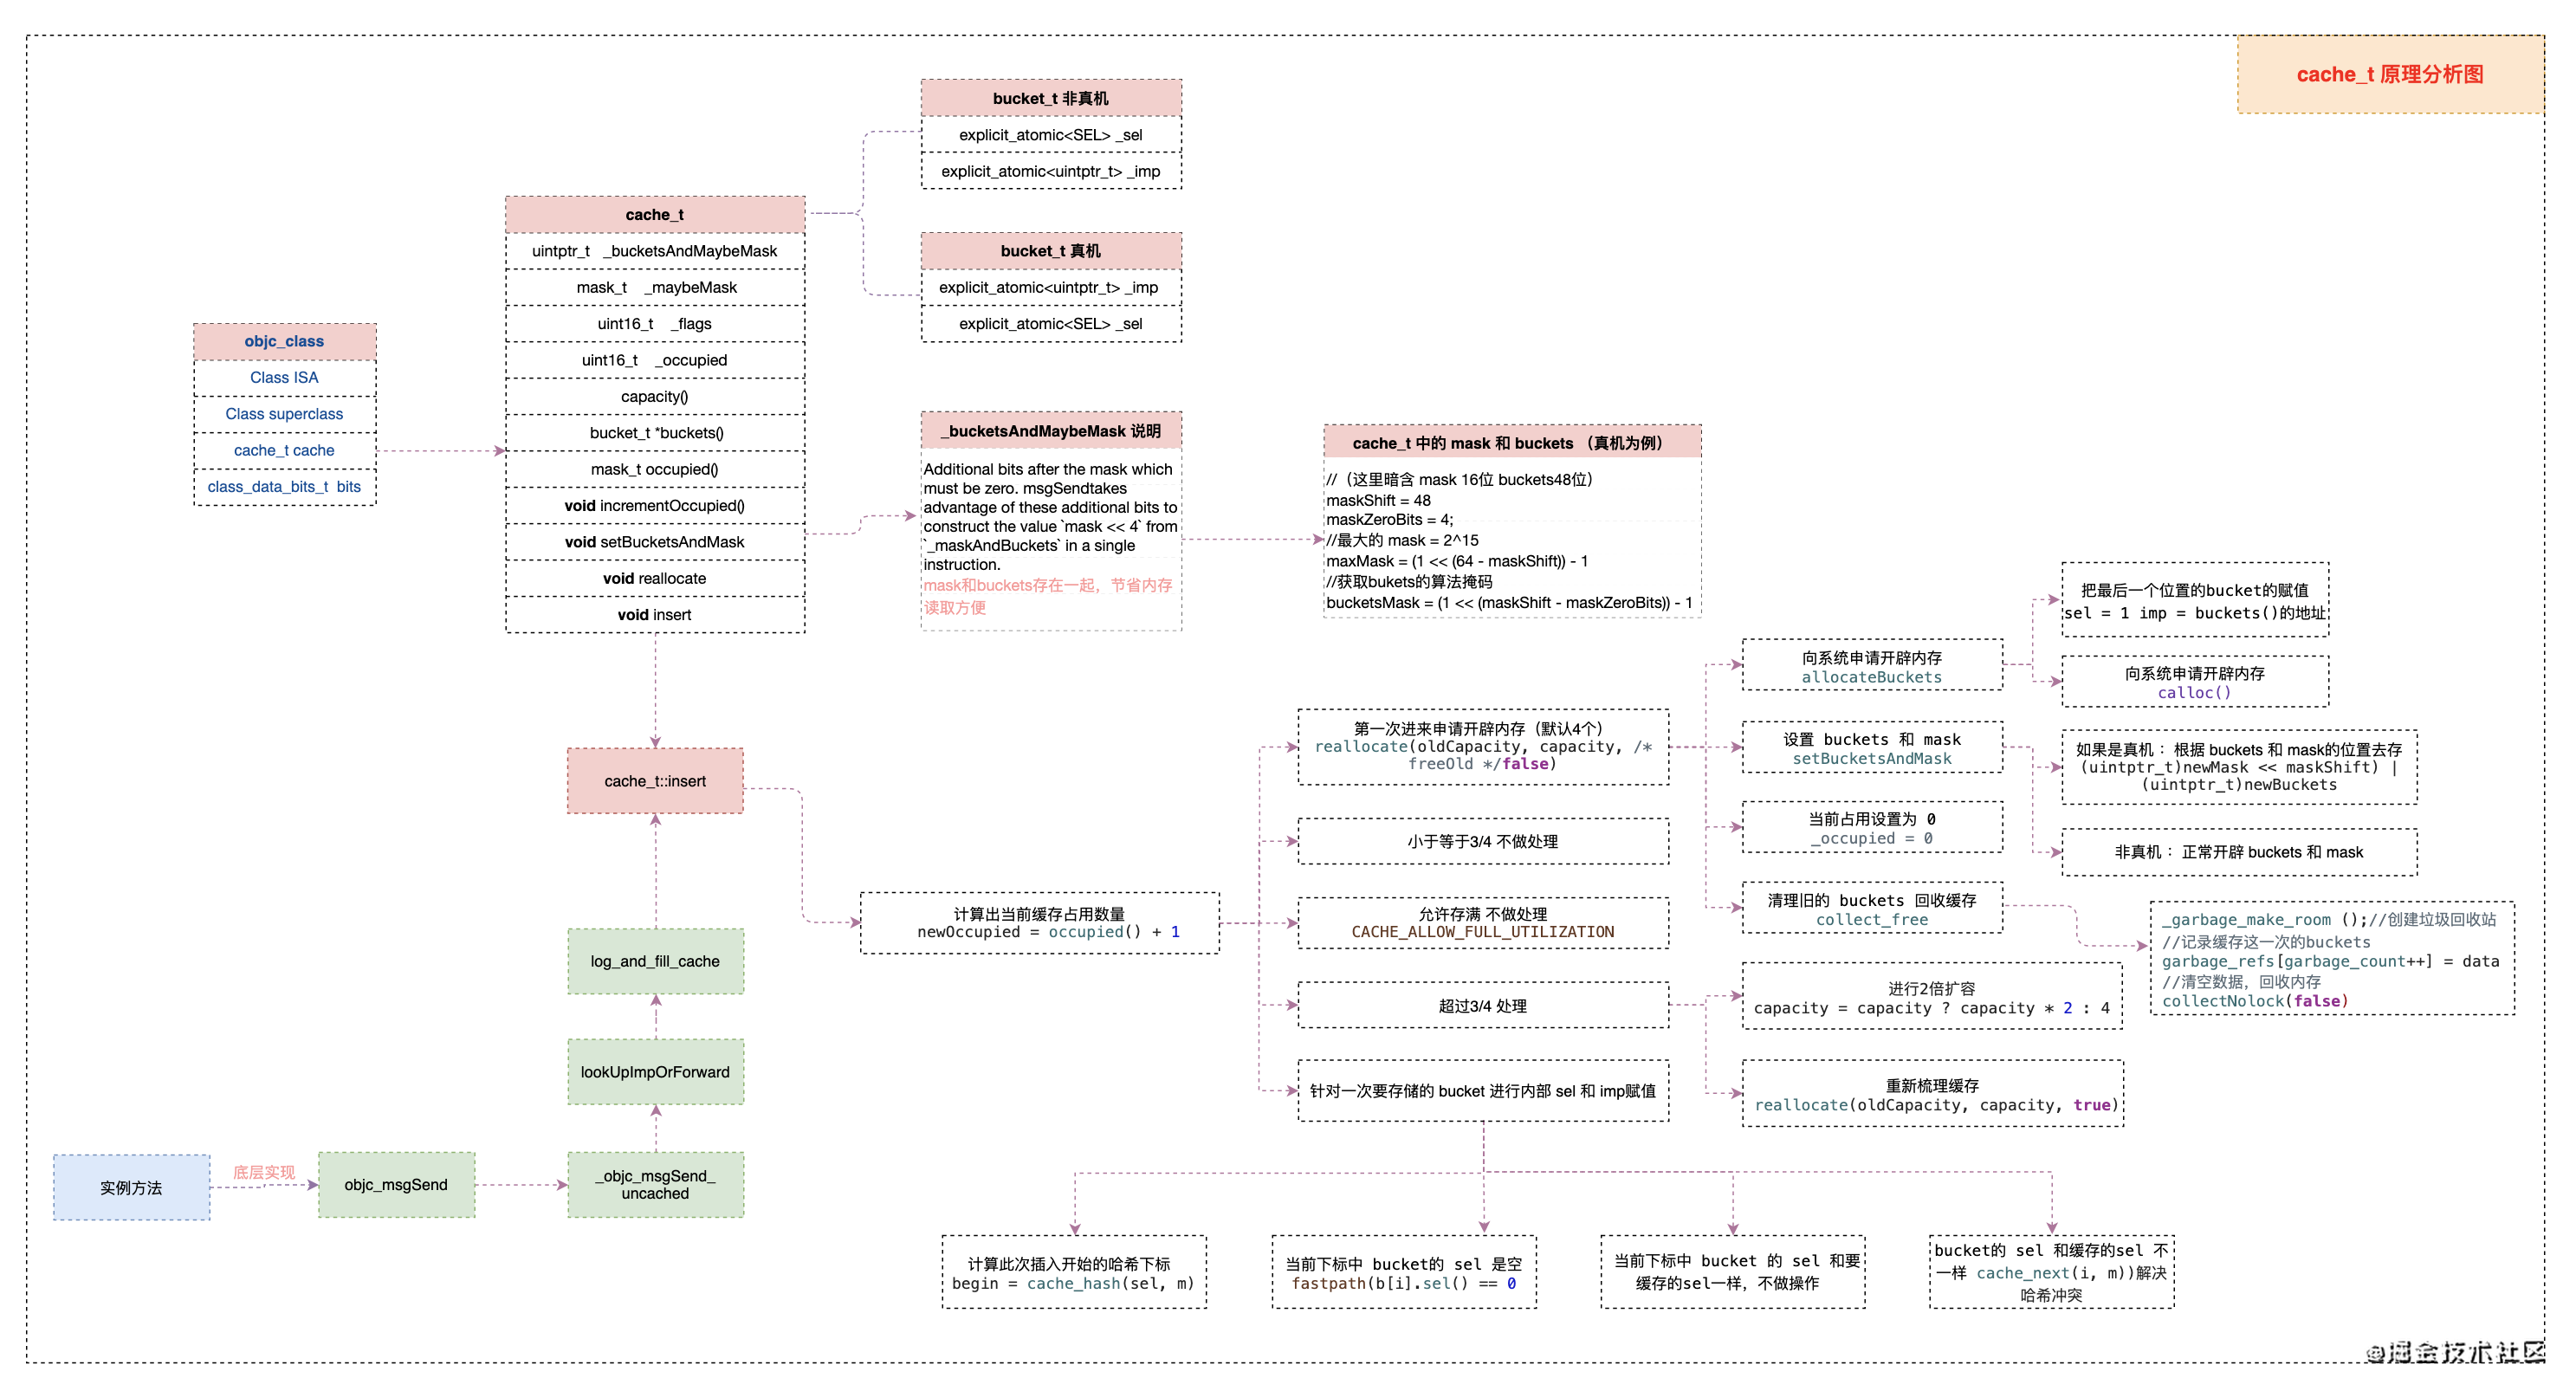 cache_t 原理分析图
bucket_t 非真机
explicit_atomic<SEL> _sel
explicit_atomic<uintptr_t> _imp
cache_t
uintptr_t _bucketsAndMaybeMask
mask_t _maybeMask
uint16_t _flags
uint16_t _occupied
capacity()
bucket_t *buckets()
mask_t occupied()
void incrementOccupied()
void setBucketsAndMask
void reallocate
void insert
bucket_t 真机
explicit_atomic<uintptr_t> _imp
explicit_atomic<SEL> _sel
objc_class
Class ISA
Class superclass
cache_t cache
class_data_bits_t bits
_bucketsAndMaybeMask 说明
Additional bits after the mask which
must be zero. msgSendtakes
advantage of these additional bits to
construct the value `mask << 4` from
`_maskAndBuckets` in a single
instruction.
mask和buckets存在一起，节省内存
读取方便
cache_t 中的 mask 和 buckets （真机为例）
//（这里暗含 mask 16位 buckets48位）
maskShift = 48
maskZeroBits = 4;
//最大的 mask = 2^15
maxMask = (1 << (64 - maskShift)) - 1
//获取bukets的算法掩码
bucketsMask = (1 << (maskShift - maskZeroBits)) - 1
把最后一个位置的bucket的赋值
sel = 1 imp = buckets()的地址
向系统申请开辟内存
allocateBuckets
向系统申请开辟内存
calloc()
第一次进来申请开辟内存（默认4个）
reallocate(oldCapacity, capacity, /*
freeOld */false)
设置 buckets 和 mask
setBucketsAndMask
如果是真机： 根据 buckets 和 mask的位置去存
(uintptr_t)newMask << maskShift) |
(uintptr_t)newBuckets
cache_t::insert
小于等于3/4 不做处理
当前占用设置为 0
_occupied = 0
非真机： 正常开辟 buckets 和 mask
计算出当前缓存占用数量
newOccupied = occupied() + 1
允许存满 不做处理
CACHE_ALLOW_FULL_UTILIZATION
清理旧的 buckets 回收缓存
collect_free
_garbage_make_room ();//创建垃圾回收站
//记录缓存这一次的buckets
garbage_refs[garbage_count++] = data
//清空数据，回收内存
collectNolock(false)
log_and_fill_cache
超过3/4 处理
进行2倍扩容
capacity = capacity ? capacity * 2 : 4
lookUpImpOrForward
针对一次要存储的 bucket 进行内部 sel 和 imp赋值
重新梳理缓存
reallocate(oldCapacity, capacity, true)
实例方法
底层实现
objc_msgSend
_objc_msgSend_
uncached
计算此次插入开始的哈希下标
begin = cache_hash(sel, m)
当前下标中 bucket的 sel 是空
fastpath(b[i].sel() == 0
当前下标中 bucket 的 sel 和要
缓存的sel一样，不做操作
bucket的 sel 和缓存的sel 不
一样 cache_next(i, m))解决
哈希冲突
@掘金技术社区